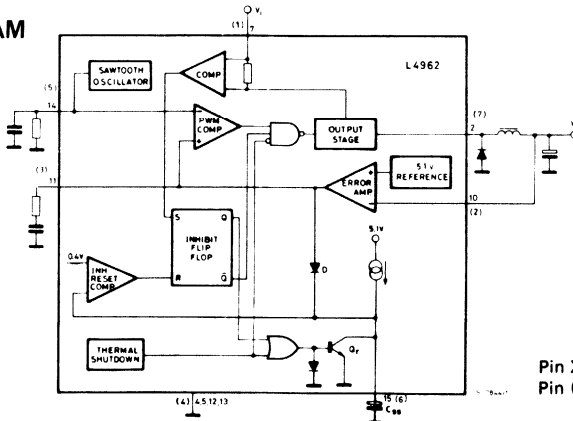 AM
(1)
Vi
7
L4962
SAWTOOTH
OSCILLATOR
COMP
(5)
14
PWM
COMP
OUTPUT
STAGE
(7)
2
V
5.1V
REFERENCE
ERROR
AMP
(3)
11
10
(2)
S Q
INHIBIT
FLIP
FLOP
R Q̄
5.1V
0.4V
INH
RESET
COMP
D
THERMAL
SHUTDOWN
Qr
Pin
Pin (
(4) 4,5,12,13
15 (6)
Css